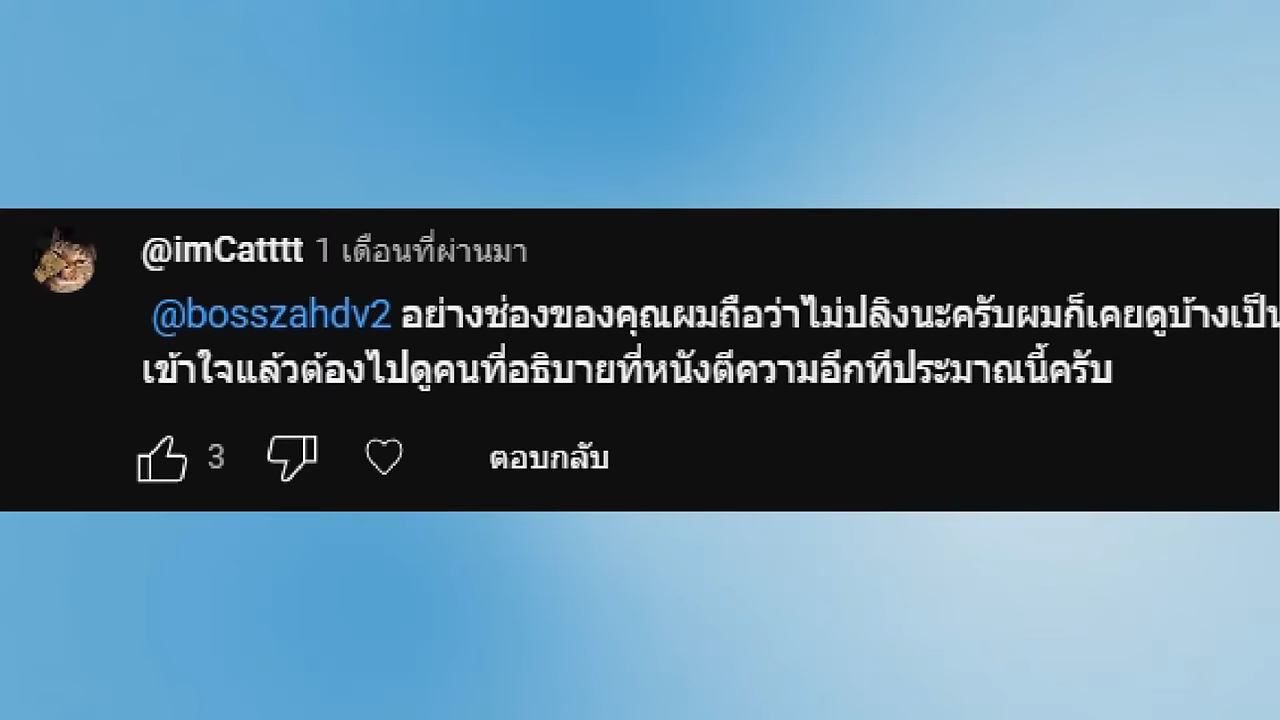 @imCatttt 1 เดือนที่ผ่านมา
@bosszahdv2 อย่างช่องของคุณผมถือว่าไม่ปลิงนะครับผมก็เคยดูบ้างเป็น
เข้าใจแล้วต้องไปดูคนที่อธิบายที่หนังตีความอีกทีประมาณนี้ครับ
3 ตอบกลับ